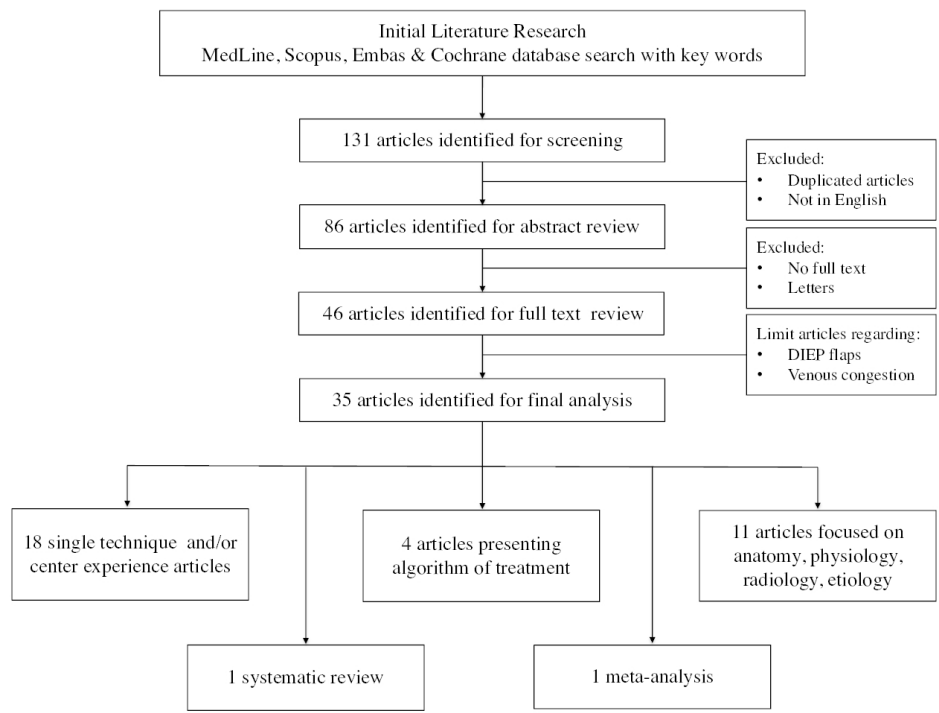 Initial Literature Research
MedLine, Scopus, Embas & Cochrane database search with key words
131 articles identified for screening
Excluded:
• Duplicated articles
• Not in English
86 articles identified for abstract review
Excluded:
• No full text
• Letters
46 articles identified for full text review
Limit articles regarding:
• DIEP flaps
• Venous congestion
35 articles identified for final analysis
18 single technique and/or
center experience articles
4 articles presenting
algorithm of treatment
11 articles focused on
anatomy, physiology,
radiology, etiology
1 systematic review
1 meta-analysis